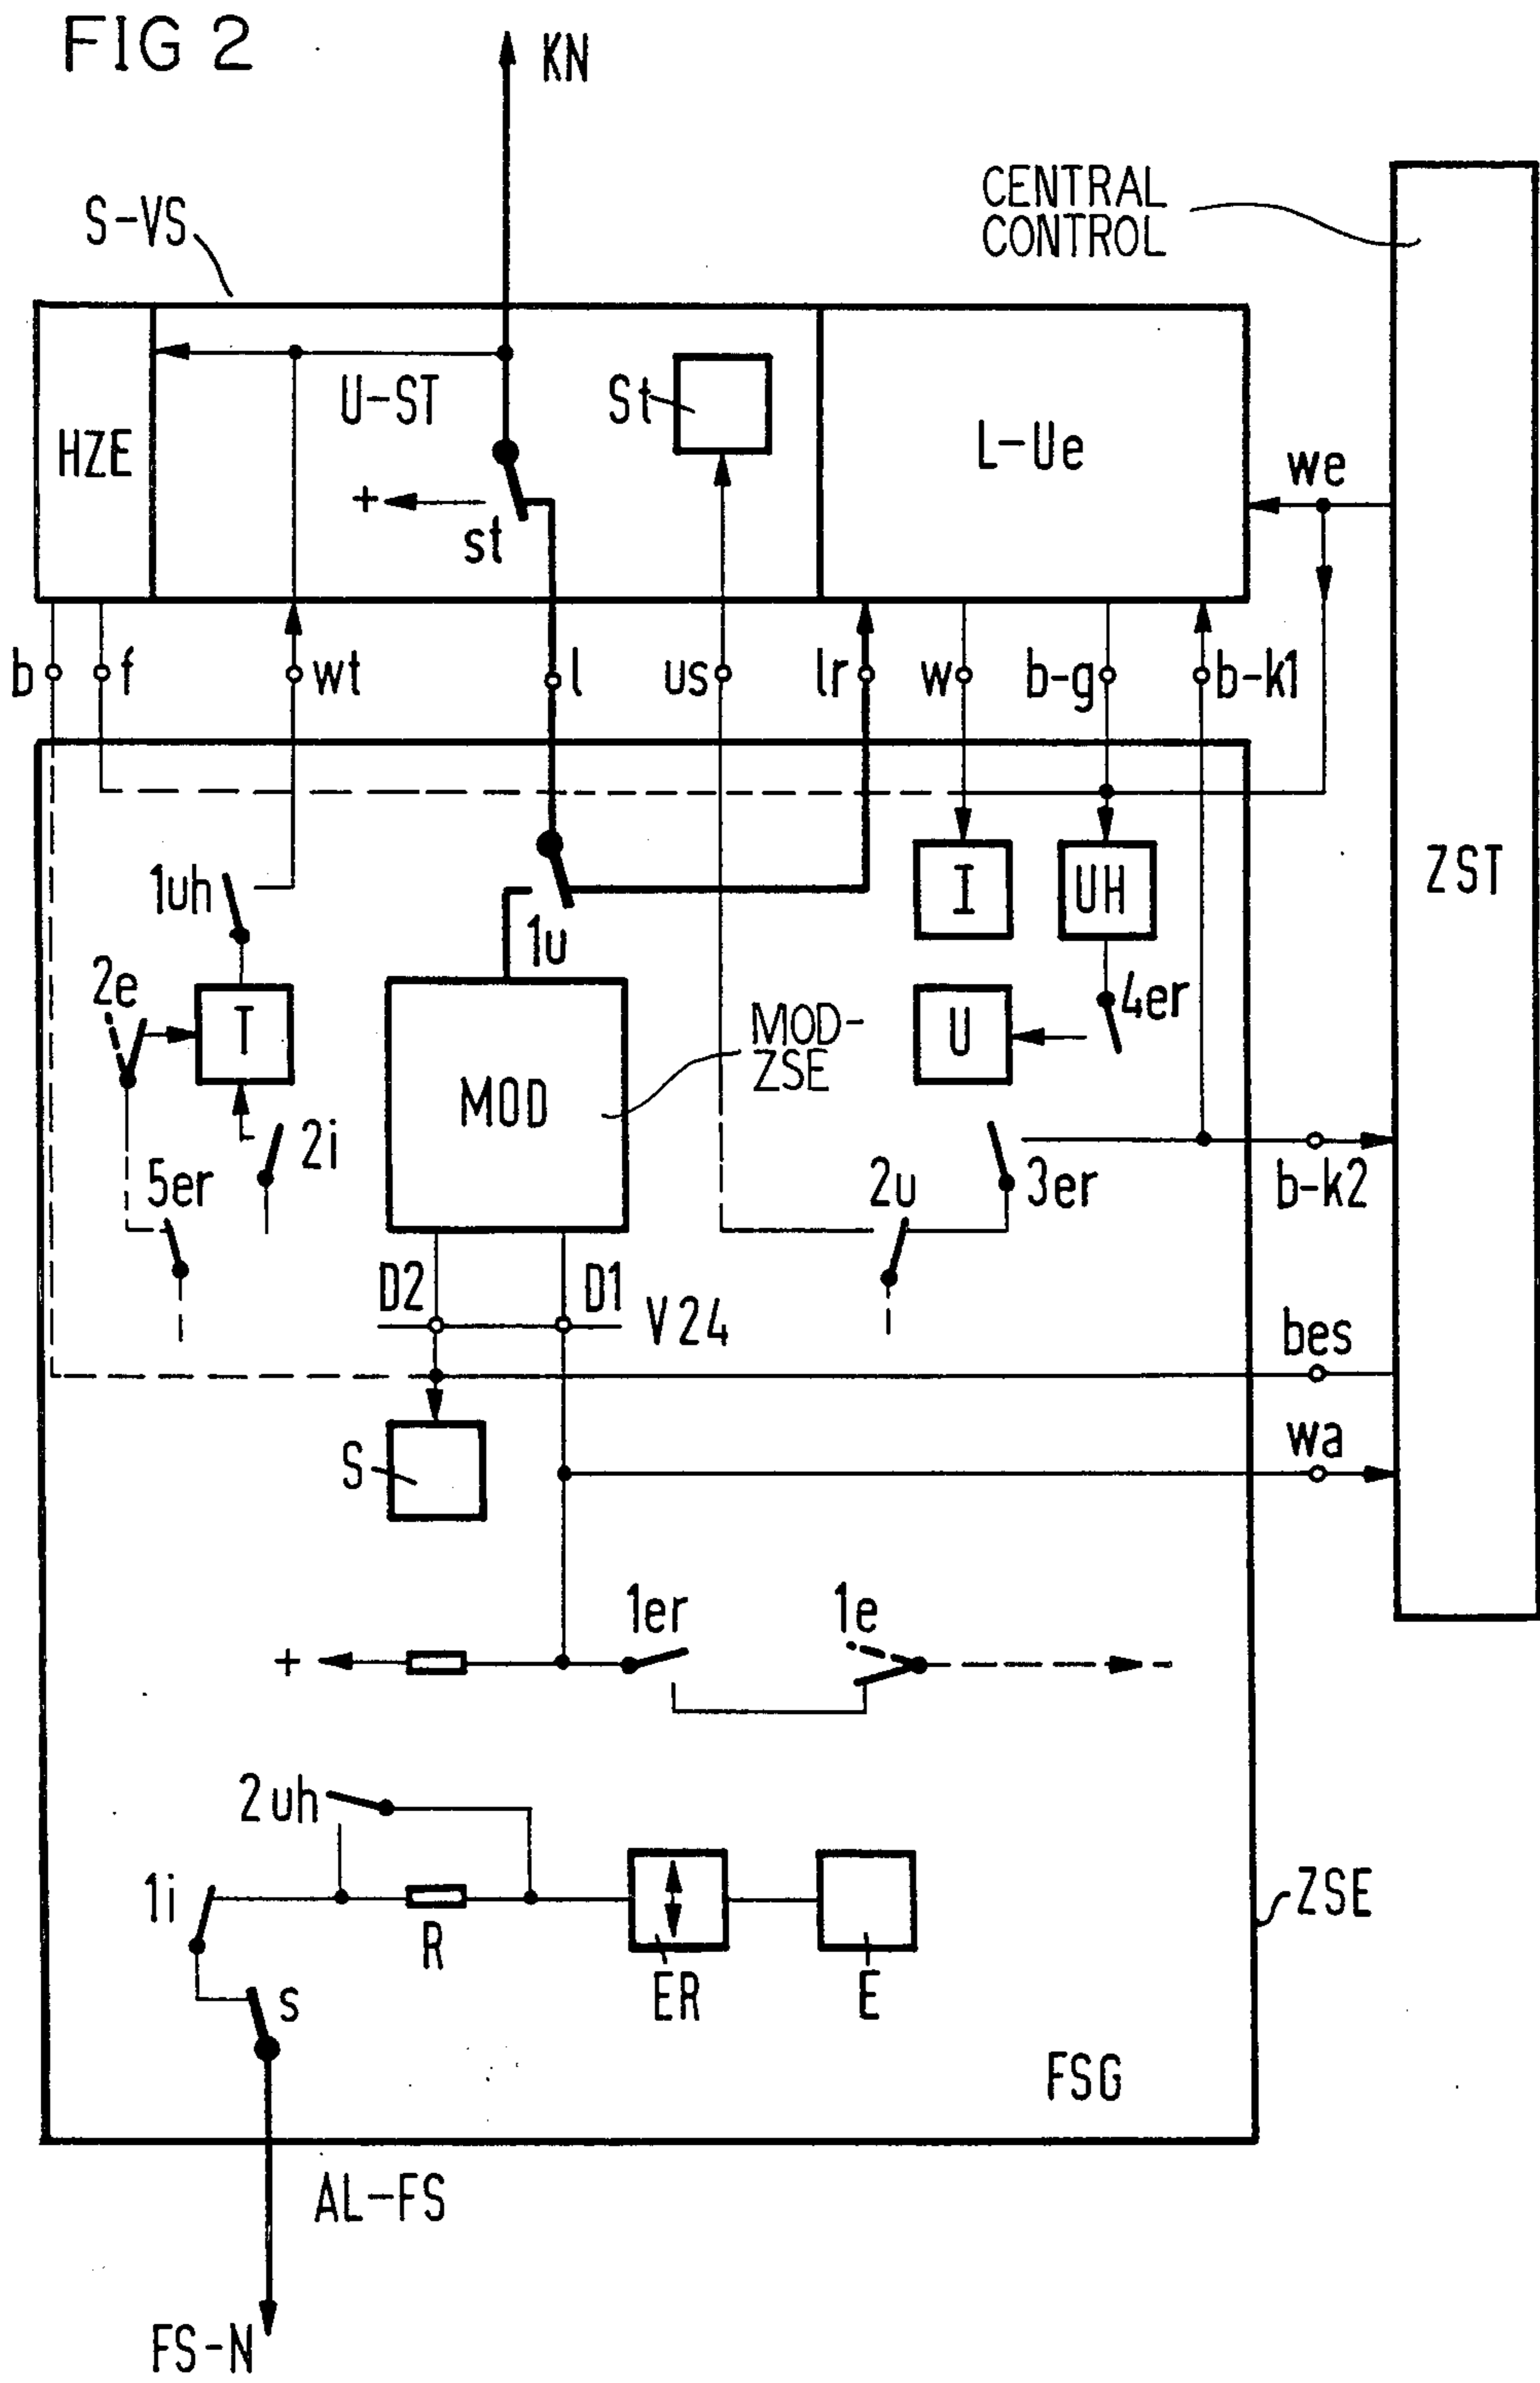 FIG 2
KN
CENTRAL
CONTROL
S-VS
HZE
U-ST
St
L-Ue
+
st
we
b
f
wt
l
us
lr
w
b-g
b-k1
ZST
1uh
1u
I
UH
2e
T
MOD
MOD-
ZSE
U
4er
2i
5er
2u
3er
b-k2
D2
D1
V24
bes
S
wa
1er
1e
+
-
2uh
1i
R
ER
E
ZSE
s
FSG
AL-FS
FS-N